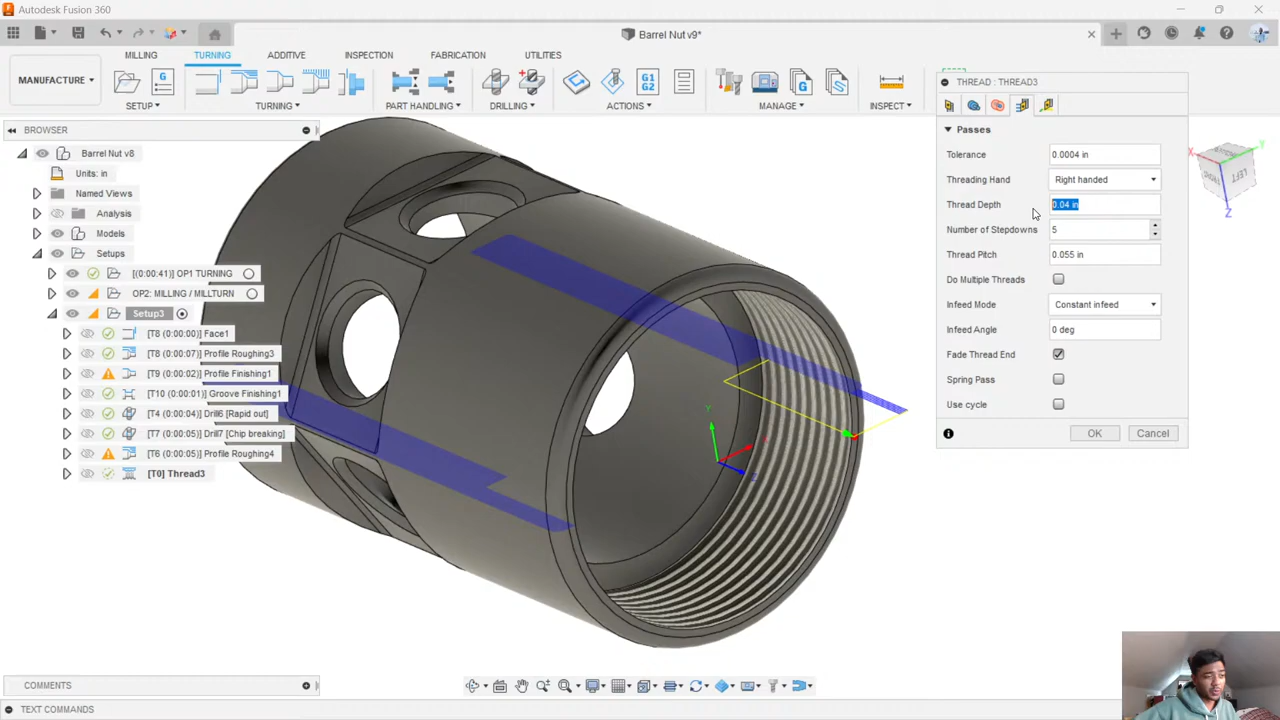 Autodesk Fusion 360
Barrel Nut v9*
MILLING
TURNING
ADDITIVE
INSPECTION
FABRICATION
UTILITIES
MANUFACTURE
SETUP
TURNING
PART HANDLING
DRILLING
ACTIONS
MANAGE
INSPECT
G
G1
G2
G
BROWSER
Barrel Nut v8
Units: in
Named Views
Analysis
Models
Setups
[(0:00:41)] OP1 TURNING
OP2: MILLING / MILLTURN
Setup3
[T8 (0:00:00)] Face1
[T8 (0:00:07)] Profile Roughing3
[T9 (0:00:02)] Profile Finishing1
[T10 (0:00:01)] Groove Finishing1
[T4 (0:00:04)] Drill6 [Rapid out]
[T7 (0:00:05)] Drill7 [Chip breaking]
[T6 (0:00:05)] Profile Roughing4
[T0] Thread3
THREAD : THREAD3
Passes
Tolerance 0.0004 in
Threading Hand Right handed
Thread Depth 0.04 in
Number of Stepdowns 5
Thread Pitch 0.055 in
Do Multiple Threads
Infeed Mode Constant infeed
Infeed Angle 0 deg
Fade Thread End
Spring Pass
Use cycle
OK
Cancel
X
Y
LEFT
Z
Y
COMMENTS
TEXT COMMANDS